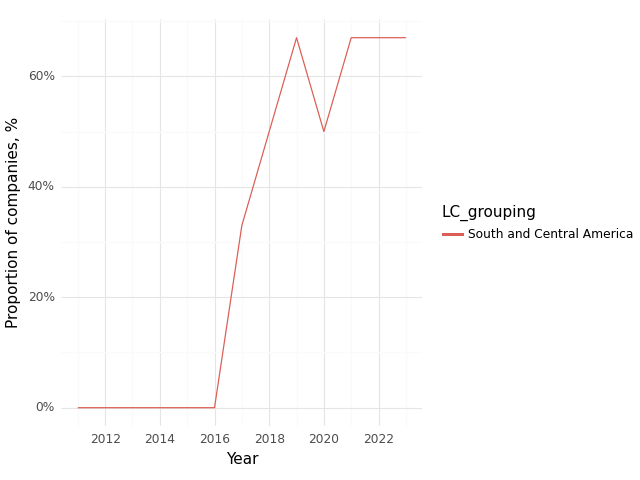 Proportion of companies, %
60%
40%
20%
0%
2012 2014 2016 2018 2020 2022
Year
LC_grouping
South and Central America